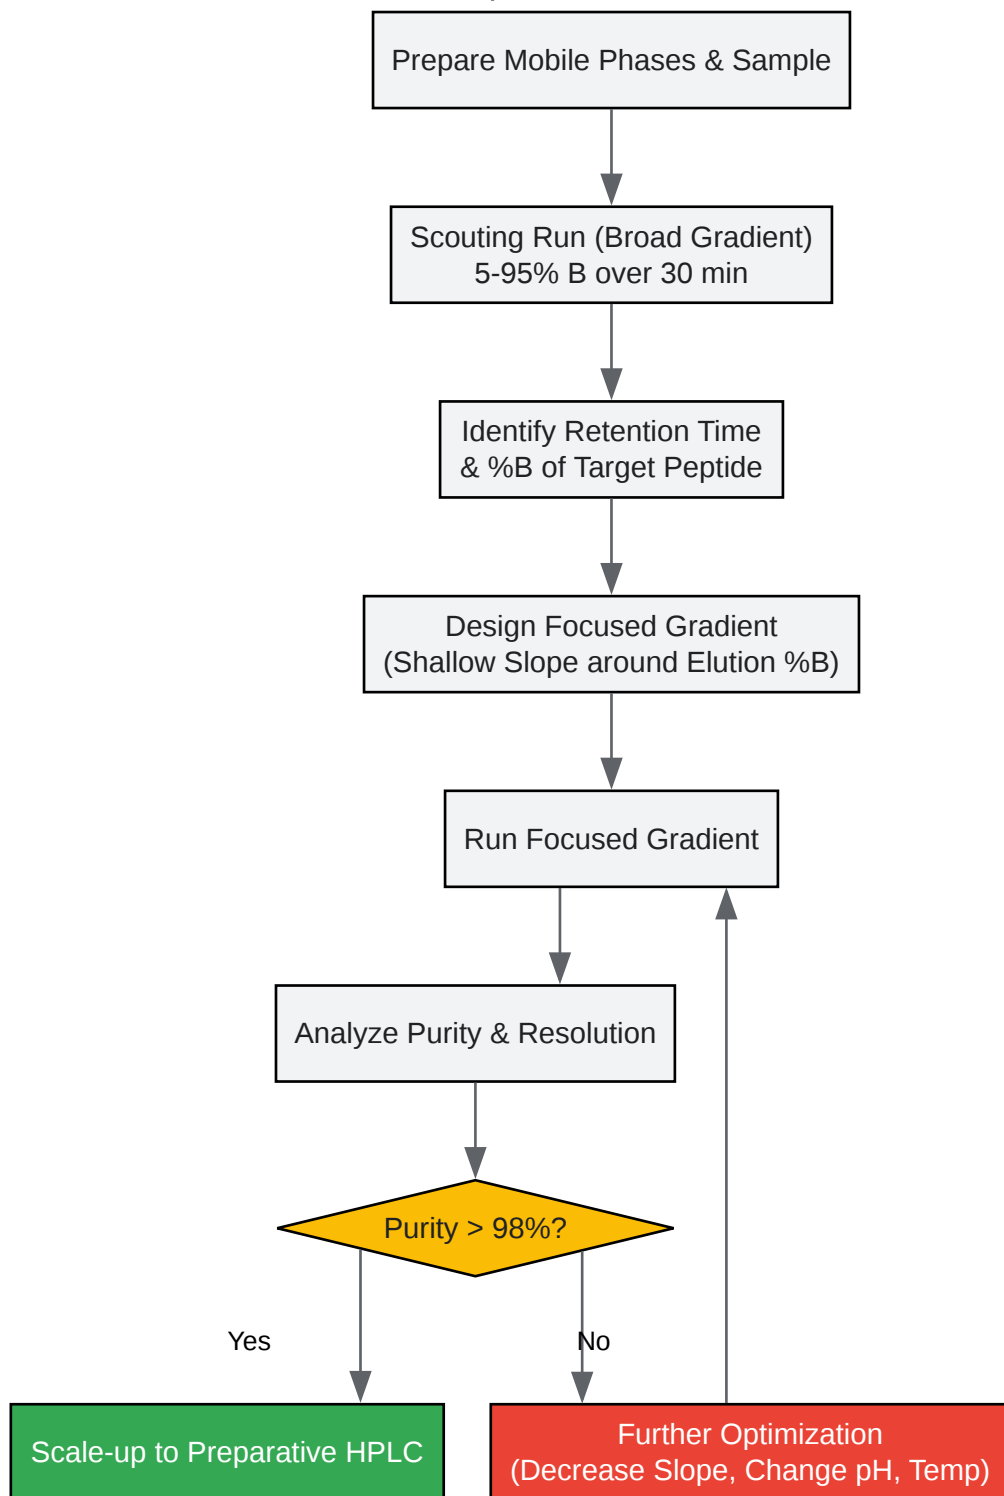 Prepare Mobile Phases & Sample
Scouting Run (Broad Gradient)
5-95% B over 30 min
Identify Retention Time
& %B of Target Peptide
Design Focused Gradient
(Shallow Slope around Elution %B)
Run Focused Gradient
Analyze Purity & Resolution
Purity > 98%?
Yes
No
Scale-up to Preparative HPLC
Further Optimization
(Decrease Slope, Change pH, Temp)